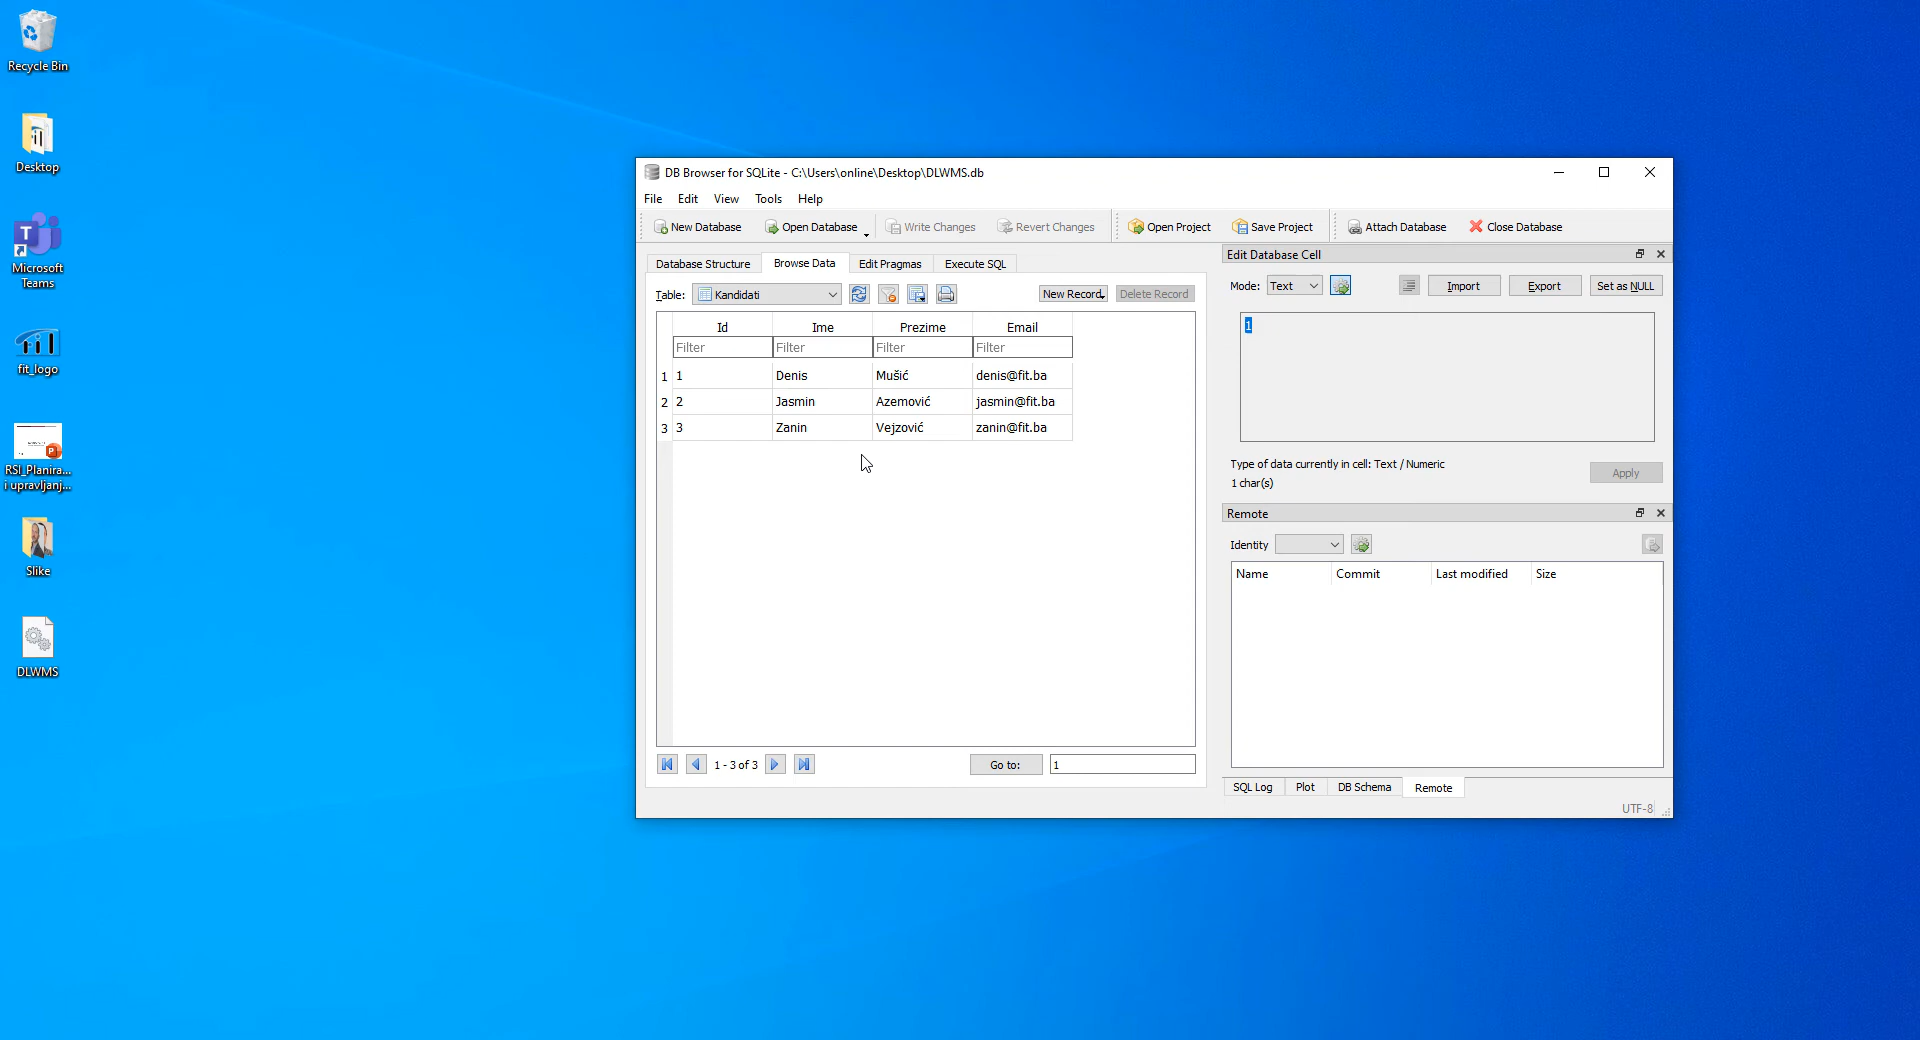 Recycle Bin
Desktop
Microsoft
Teams
fit_logo
RSI_Planira...
i upravljanj...
Slike
DLWMS
DB Browser for SQLite - C:\Users\online\Desktop\DLWMS.db
File Edit View Tools Help
New Database Open Database Write Changes Revert Changes Open Project Save Project Attach Database Close Database
Database Structure Browse Data Edit Pragmas Execute SQL
Table: Kandidati New Record Delete Record
Id Ime Prezime Email
Filter Filter Filter Filter
1 1 Denis Mušić denis@fit.ba
2 2 Jasmin Azemović jasmin@fit.ba
3 3 Zanin Vejzović zanin@fit.ba
1 - 3 of 3 Go to: 1
Edit Database Cell
Mode: Text Import Export Set as NULL
1
Type of data currently in cell: Text / Numeric
1 char(s)
Apply
Remote
Identity
Name Commit Last modified Size
SQL Log Plot DB Schema Remote
UTF-8